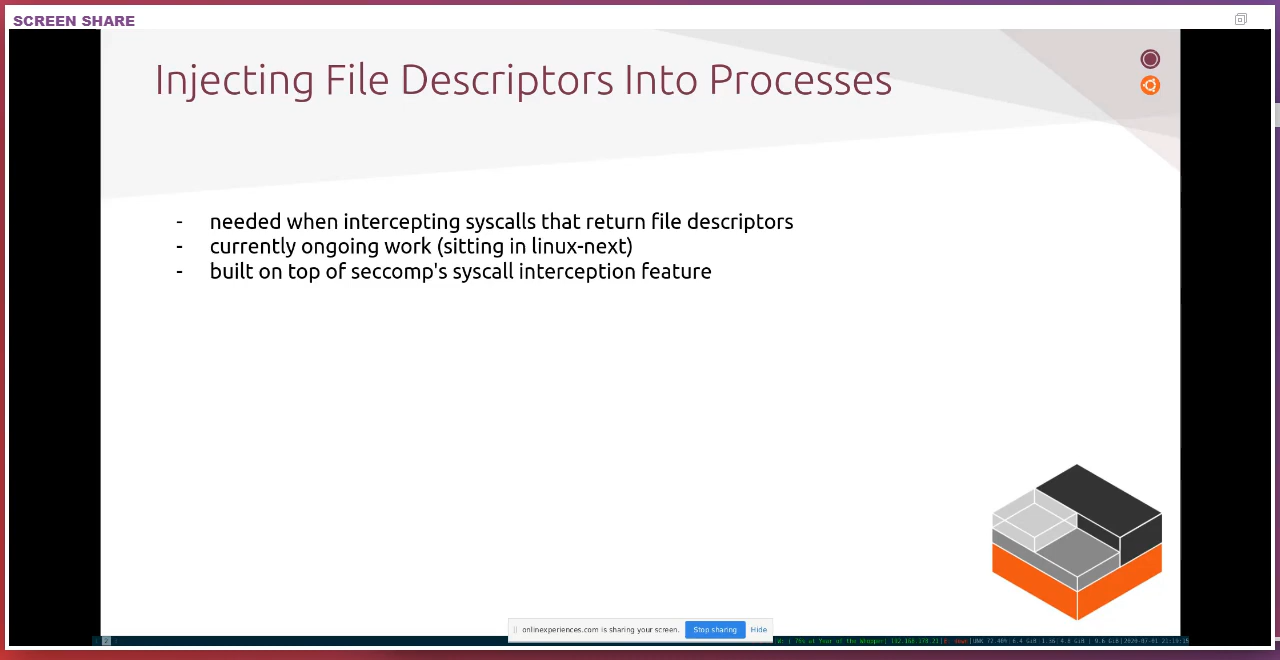 SCREEN SHARE
Injecting File Descriptors Into Processes
- needed when intercepting syscalls that return file descriptors
- currently ongoing work (sitting in linux-next)
- built on top of seccomp's syscall interception feature
onlinexperiences.com is sharing your screen. Stop sharing Hide